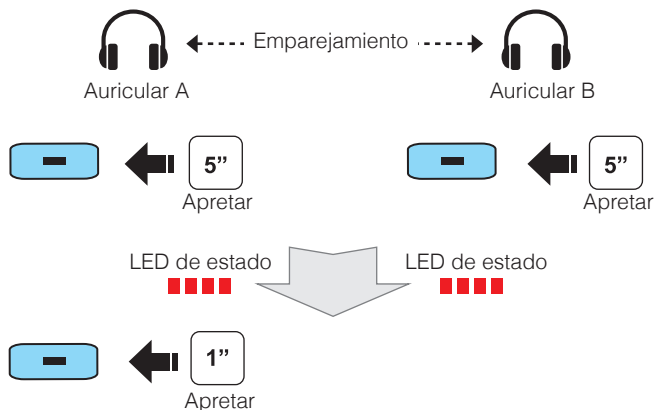 Emparejamiento
Auricular A
Auricular B
5”
5”
Apretar
Apretar
LED de estado
LED de estado
1”
Apretar